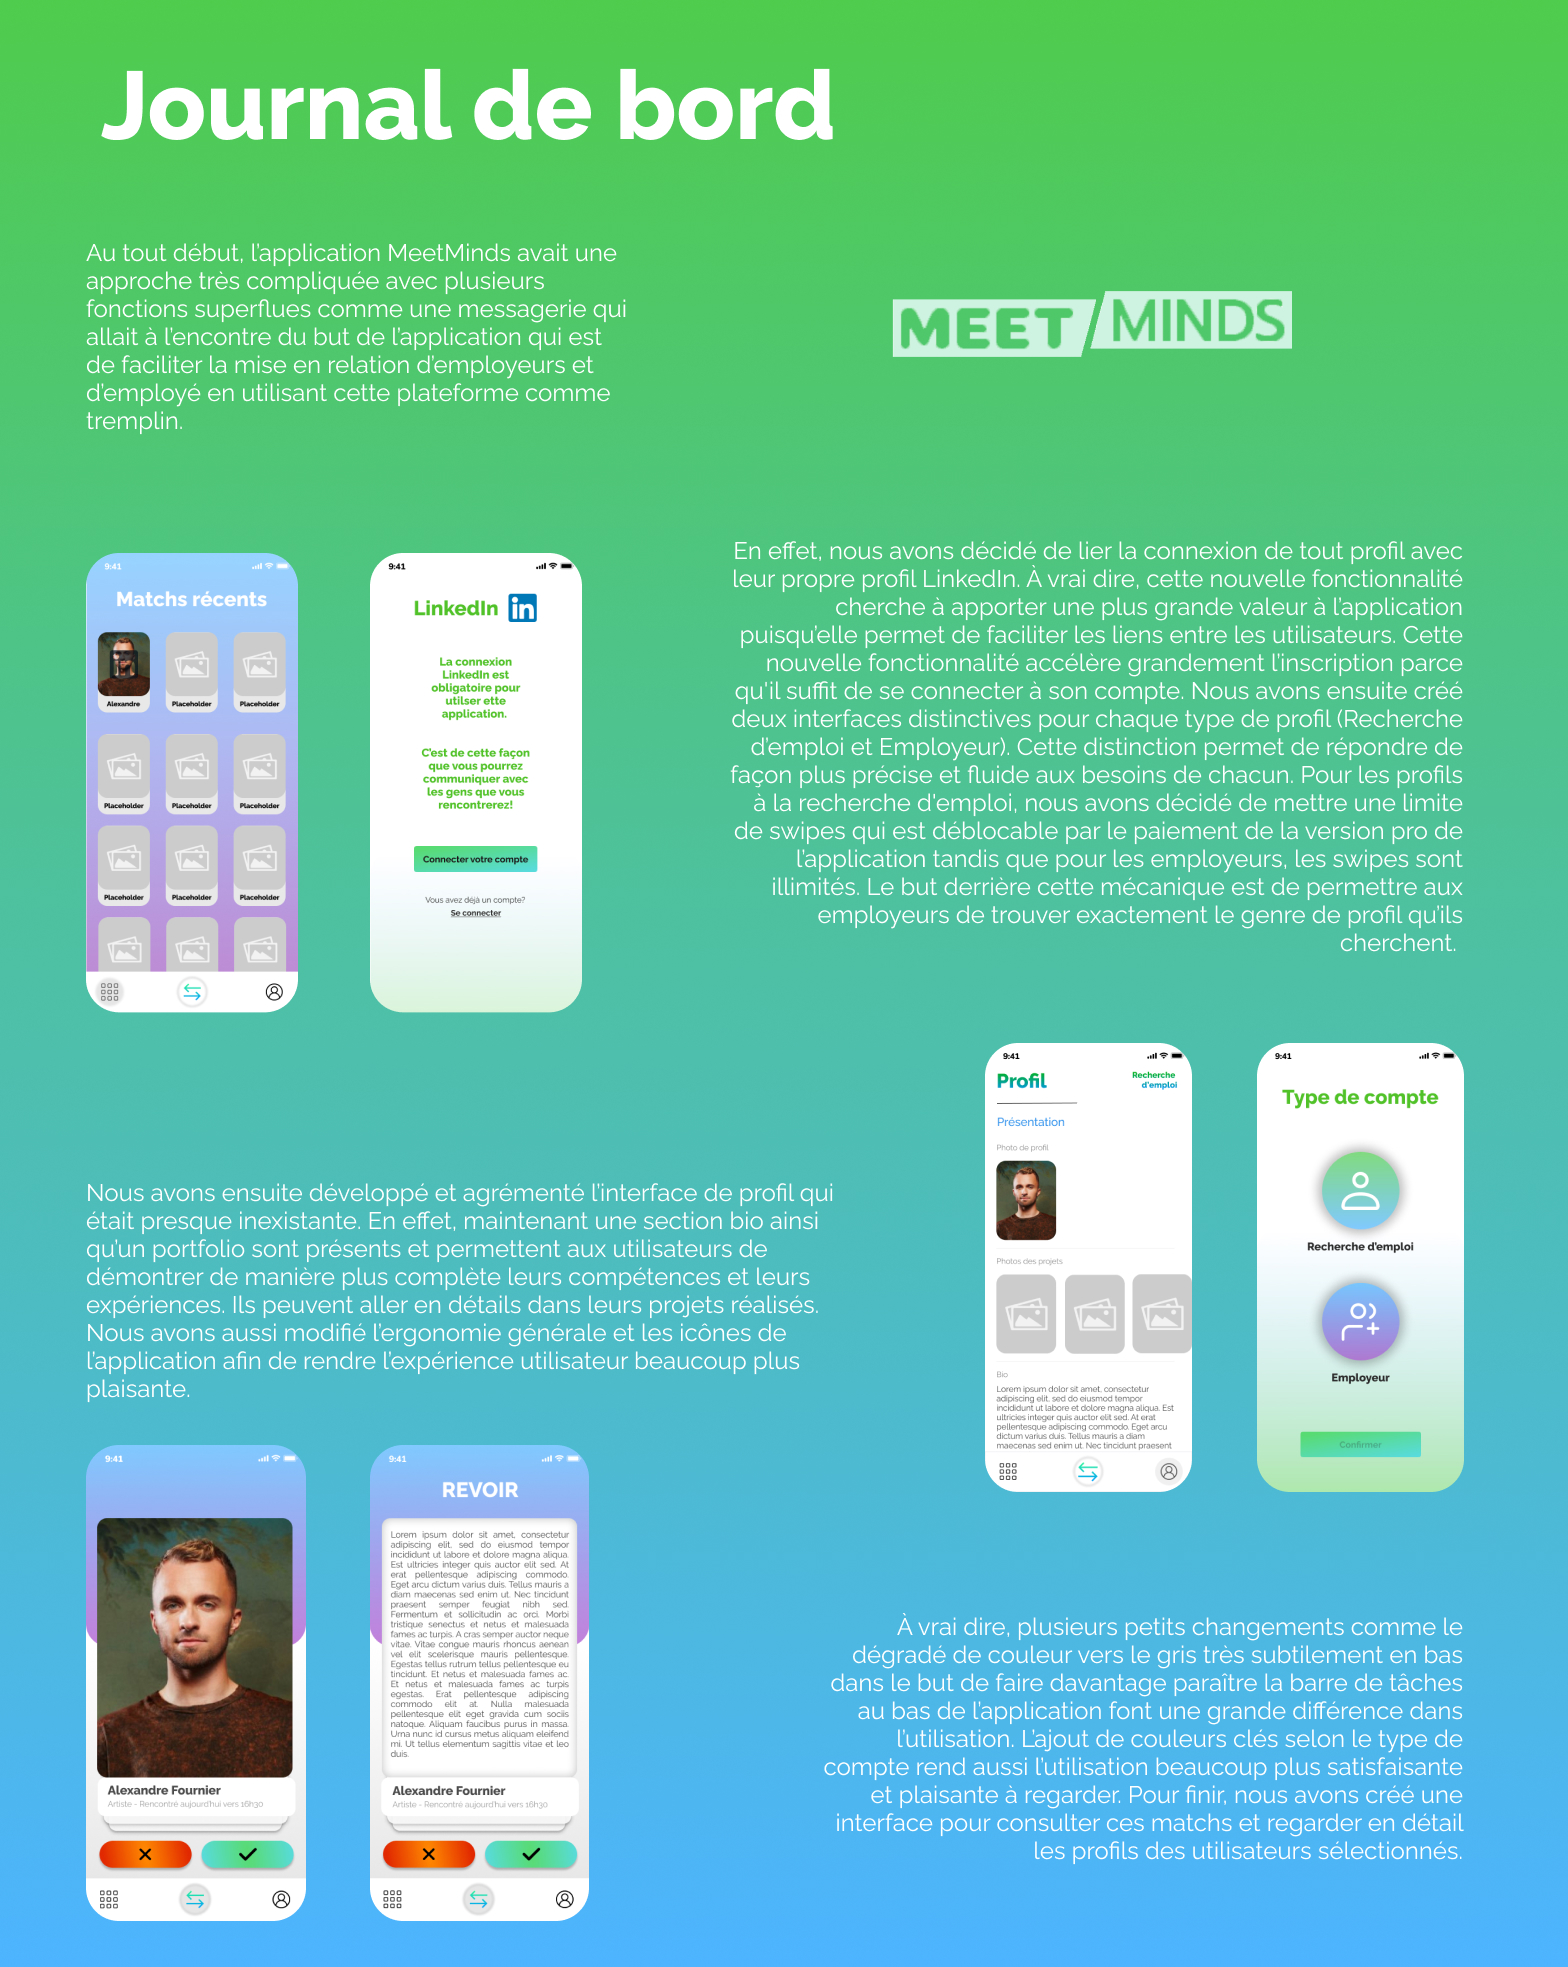 Journal de bord
Au tout début, l'application MeetMinds avait une
approche très compliquée avec plusieurs
fonctions superflues comme une messagerie qui
allait à l'encontre du but de l'application qui est
de faciliter la mise en relation d'employeurs et
d'employé en utilisant cette plateforme comme
tremplin.
MEET MINDS
9:41
Matchs récents
Alexandre
Placeholder
Placeholder
Placeholder
Placeholder
Placeholder
Placeholder
Placeholder
Placeholder
9:41
LinkedIn in
La connexion
LinkedIn est
obligatoire pour
utilser ette
application.
C'est de cette façon
que vous pourrez
communiquer avec
les gens que vous
rencontrerez!
Connecter votre compte
Vous avez déjà un compte?
Se connecter
En effet, nous avons décidé de lier la connexion de tout profil avec
leur propre profil LinkedIn. À vrai dire, cette nouvelle fonctionnalité
cherche à apporter une plus grande valeur à l'application
puisqu'elle permet de faciliter les liens entre les utilisateurs. Cette
nouvelle fonctionnalité accélère grandement l'inscription parce
qu'il suffit de se connecter à son compte. Nous avons ensuite créé
deux interfaces distinctives pour chaque type de profil (Recherche
d'emploi et Employeur). Cette distinction permet de répondre de
façon plus précise et fluide aux besoins de chacun. Pour les profils
à la recherche d'emploi, nous avons décidé de mettre une limite
de swipes qui est déblocable par le paiement de la version pro de
l'application tandis que pour les employeurs, les swipes sont
illimités. Le but derrière cette mécanique est de permettre aux
employeurs de trouver exactement le genre de profil qu'ils
cherchent.
9:41
Profil
Recherche
d'emploi
Présentation
Photo de profil
Photos des projets
Bio
Lorem ipsum dolor sit amet, consectetur
adipiscing elit, sed do eiusmod tempor
incididunt ut labore et dolore magna aliqua. Est
ultricies integer quis auctor elit sed. At erat
pellentesque adipiscing commodo. Eget arcu
dictum varius duis. Tellus mauris a diam
maecenas sed enim ut. Nec tincidunt praesent
9:41
Type de compte
Recherche d'emploi
Employeur
Confirmer
Nous avons ensuite développé et agrémenté l'interface de profil qui
était presque inexistante. En effet, maintenant une section bio ainsi
qu'un portfolio sont présents et permettent aux utilisateurs de
démontrer de manière plus complète leurs compétences et leurs
expériences. Ils peuvent aller en détails dans leurs projets réalisés.
Nous avons aussi modifié l'ergonomie générale et les icônes de
l'application afin de rendre l'expérience utilisateur beaucoup plus
plaisante.
9:41
Alexandre Fournier
Artiste - Rencontré aujourd'hui vers 16h30
9:41
REVOIR
Lorem ipsum dolor sit amet, consectetur
adipiscing elit, sed do eiusmod tempor
incididunt ut labore et dolore magna aliqua.
Est ultricies integer quis auctor elit sed. At
erat pellentesque adipiscing commodo.
Eget arcu dictum varius duis. Tellus mauris a
diam maecenas sed enim ut. Nec tincidunt
praesent semper feugiat nibh sed.
Fermentum et sollicitudin ac orci. Morbi
tristique senectus et netus et malesuada
fames ac turpis. A cras semper auctor neque
vitae. Vitae congue mauris rhoncus aenean
vel elit scelerisque mauris pellentesque.
Egestas tellus rutrum tellus pellentesque eu
tincidunt. Et netus et malesuada fames ac.
Et netus et malesuada fames ac turpis
egestas. Erat pellentesque adipiscing
commodo elit at. Nulla malesuada
pellentesque elit eget gravida cum sociis
natoque. Aliquam faucibus purus in massa.
Urna nunc id cursus metus aliquam eleifend
mi. Ut tellus elementum sagittis vitae et leo
duis.
Alexandre Fournier
Artiste - Rencontré aujourd'hui vers 16h30
À vrai dire, plusieurs petits changements comme le
dégradé de couleur vers le gris très subtilement en bas
dans le but de faire davantage paraître la barre de tâches
au bas de l'application font une grande différence dans
l'utilisation. L'ajout de couleurs clés selon le type de
compte rend aussi l'utilisation beaucoup plus satisfaisante
et plaisante à regarder. Pour finir, nous avons créé une
interface pour consulter ces matchs et regarder en détail
les profils des utilisateurs sélectionnés.